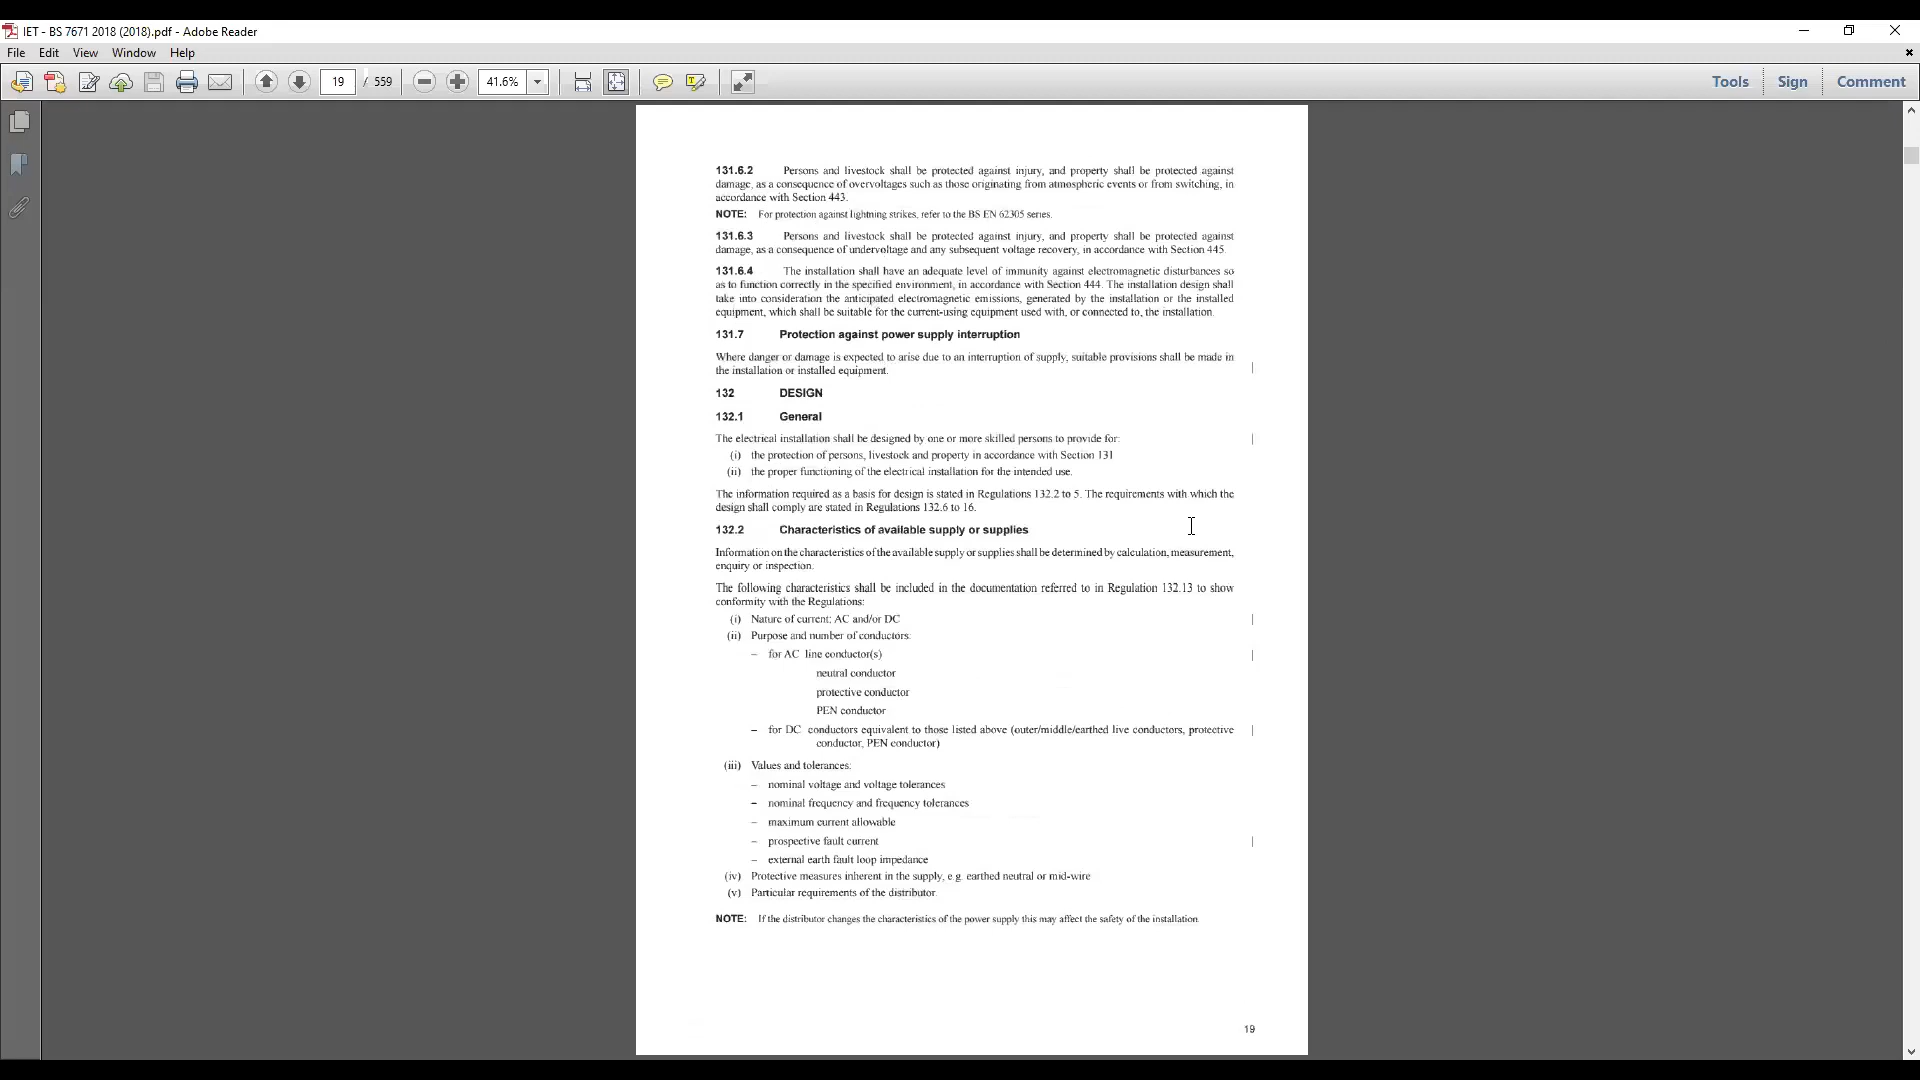 IET - BS 7671 2018 (2018).pdf - Adobe Reader
File Edit View Window Help
19 / 559 41.6% Tools Sign Comment
131.6.2 Persons and livestock shall be protected against injury, and property shall be protected against
damage, as a consequence of overvoltages such as those originating from atmospheric events or from switching, in
accordance with Section 443.
NOTE: For protection against lightning strikes, refer to the BS EN 62305 series.
131.6.3 Persons and livestock shall be protected against injury, and property shall be protected against
damage, as a consequence of undervoltage and any subsequent voltage recovery, in accordance with Section 445.
131.6.4 The installation shall have an adequate level of immunity against electromagnetic disturbances so
as to function correctly in the specified environment, in accordance with Section 444. The installation design shall
take into consideration the anticipated electromagnetic emissions, generated by the installation or the installed
equipment, which shall be suitable for the current-using equipment used with, or connected to, the installation.
131.7 Protection against power supply interruption
Where danger or damage is expected to arise due to an interruption of supply, suitable provisions shall be made in
the installation or installed equipment.
132 DESIGN
132.1 General
The electrical installation shall be designed by one or more skilled persons to provide for:
(i) the protection of persons, livestock and property in accordance with Section 131
(ii) the proper functioning of the electrical installation for the intended use.
The information required as a basis for design is stated in Regulations 132.2 to 5. The requirements with which the
design shall comply are stated in Regulations 132.6 to 16.
132.2 Characteristics of available supply or supplies
Information on the characteristics of the available supply or supplies shall be determined by calculation, measurement,
enquiry or inspection.
The following characteristics shall be included in the documentation referred to in Regulation 132.13 to show
conformity with the Regulations:
(i) Nature of current: AC and/or DC
(ii) Purpose and number of conductors:
– for AC line conductor(s)
neutral conductor
protective conductor
PEN conductor
– for DC conductors equivalent to those listed above (outer/middle/earthed live conductors, protective
conductor, PEN conductor)
(iii) Values and tolerances:
– nominal voltage and voltage tolerances
– nominal frequency and frequency tolerances
– maximum current allowable
– prospective fault current
– external earth fault loop impedance
(iv) Protective measures inherent in the supply, e.g. earthed neutral or mid-wire
(v) Particular requirements of the distributor.
NOTE: If the distributor changes the characteristics of the power supply this may affect the safety of the installation.
19